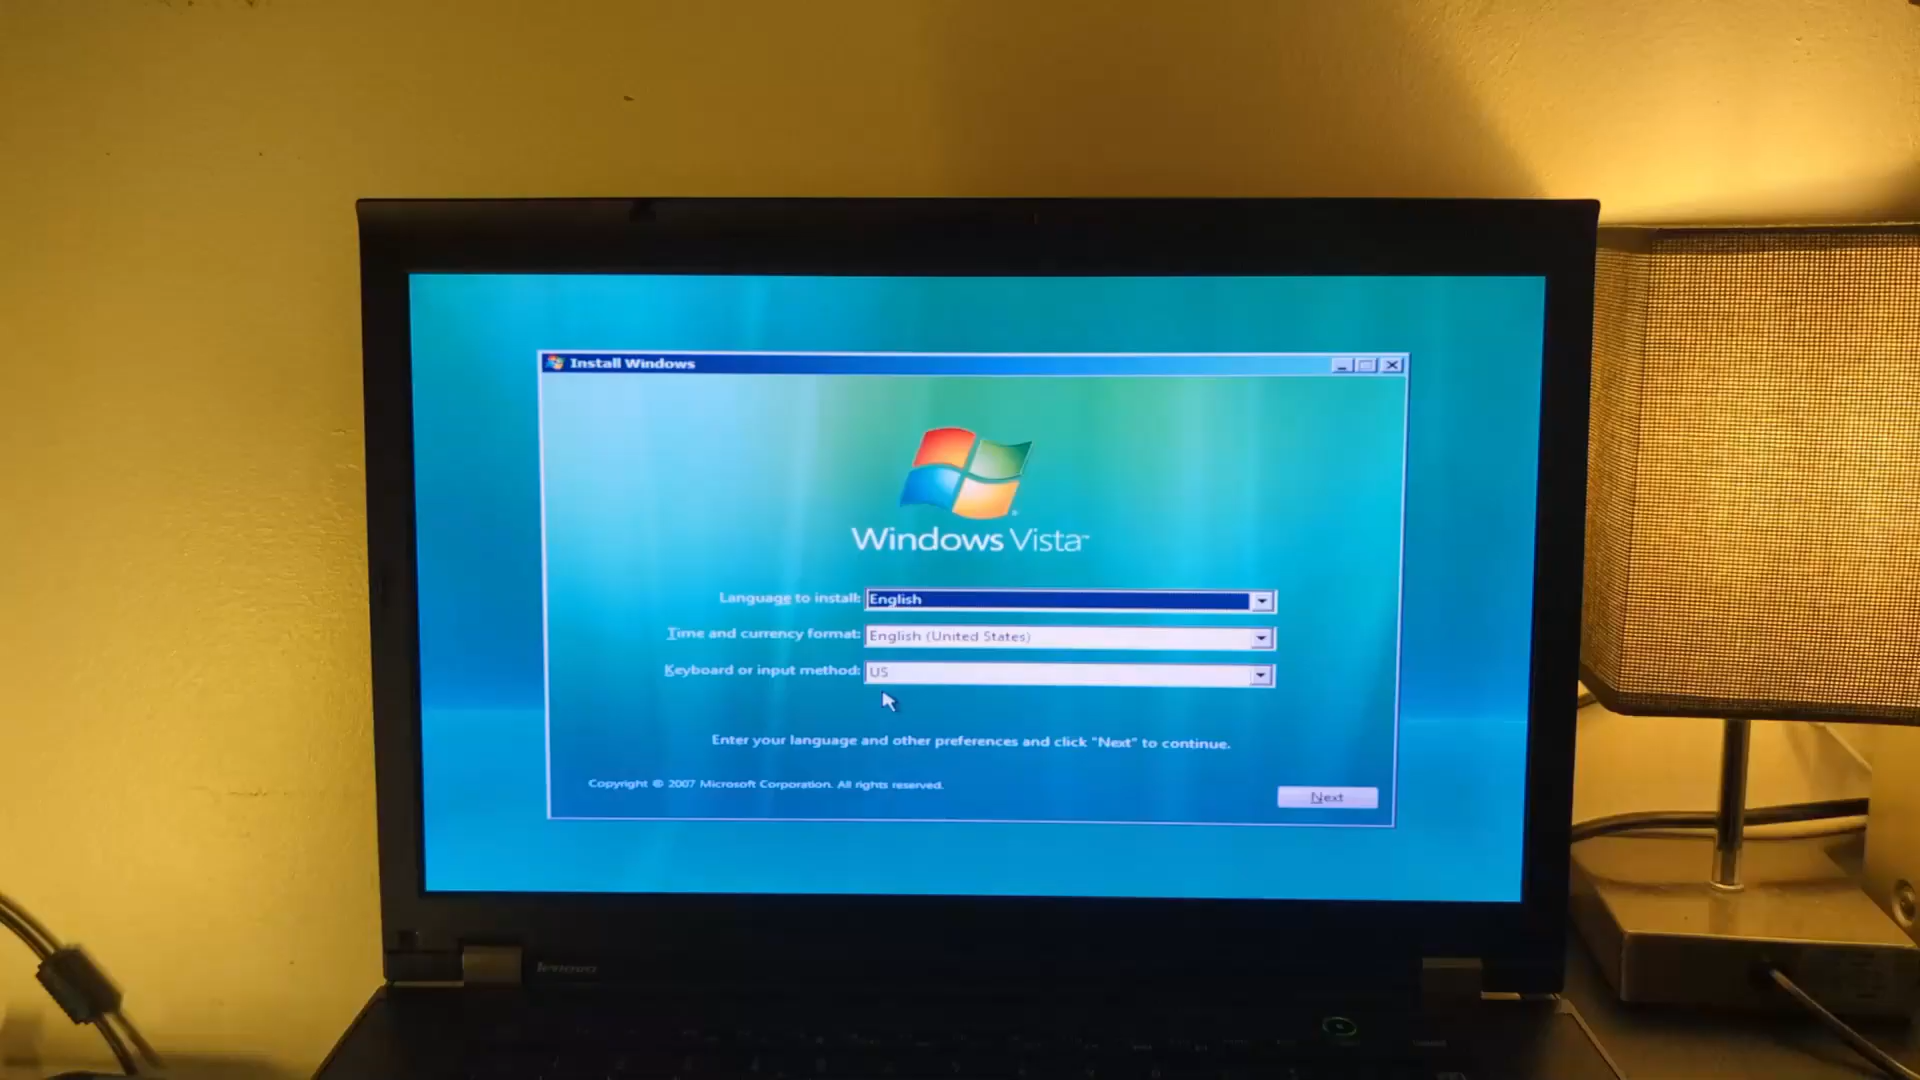 Install Windows
Windows Vista™
Language to install: English
Time and currency format: English (United States)
Keyboard or input method: US
Enter your language and other preferences and click "Next" to continue.
Copyright © 2007 Microsoft Corporation. All rights reserved.
Next
lenovo